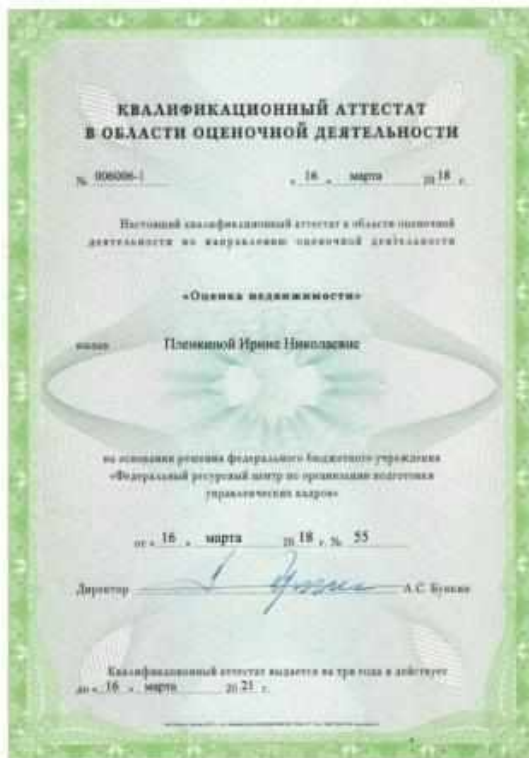 КВАЛИФИКАЦИОННЫЙ АТТЕСТАТ
В ОБЛАСТИ ОЦЕНОЧНОЙ ДЕЯТЕЛЬНОСТИ
№ 006006-1 « 16 » марта 20 18 г.
Настоящий квалификационный аттестат в области оценочной
деятельности по направлению оценочной деятельности
«Оценка недвижимости»
выдан Пленкиной Ирине Николаевне
на основании решения федерального бюджетного учреждения
«Федеральный ресурсный центр по организации подготовки
управленческих кадров»
от « 16 » марта 20 18 г. № 55
Директор А.С. Бункин
Квалификационный аттестат выдается на три года и действует
до « 16 » марта 20 21 г.